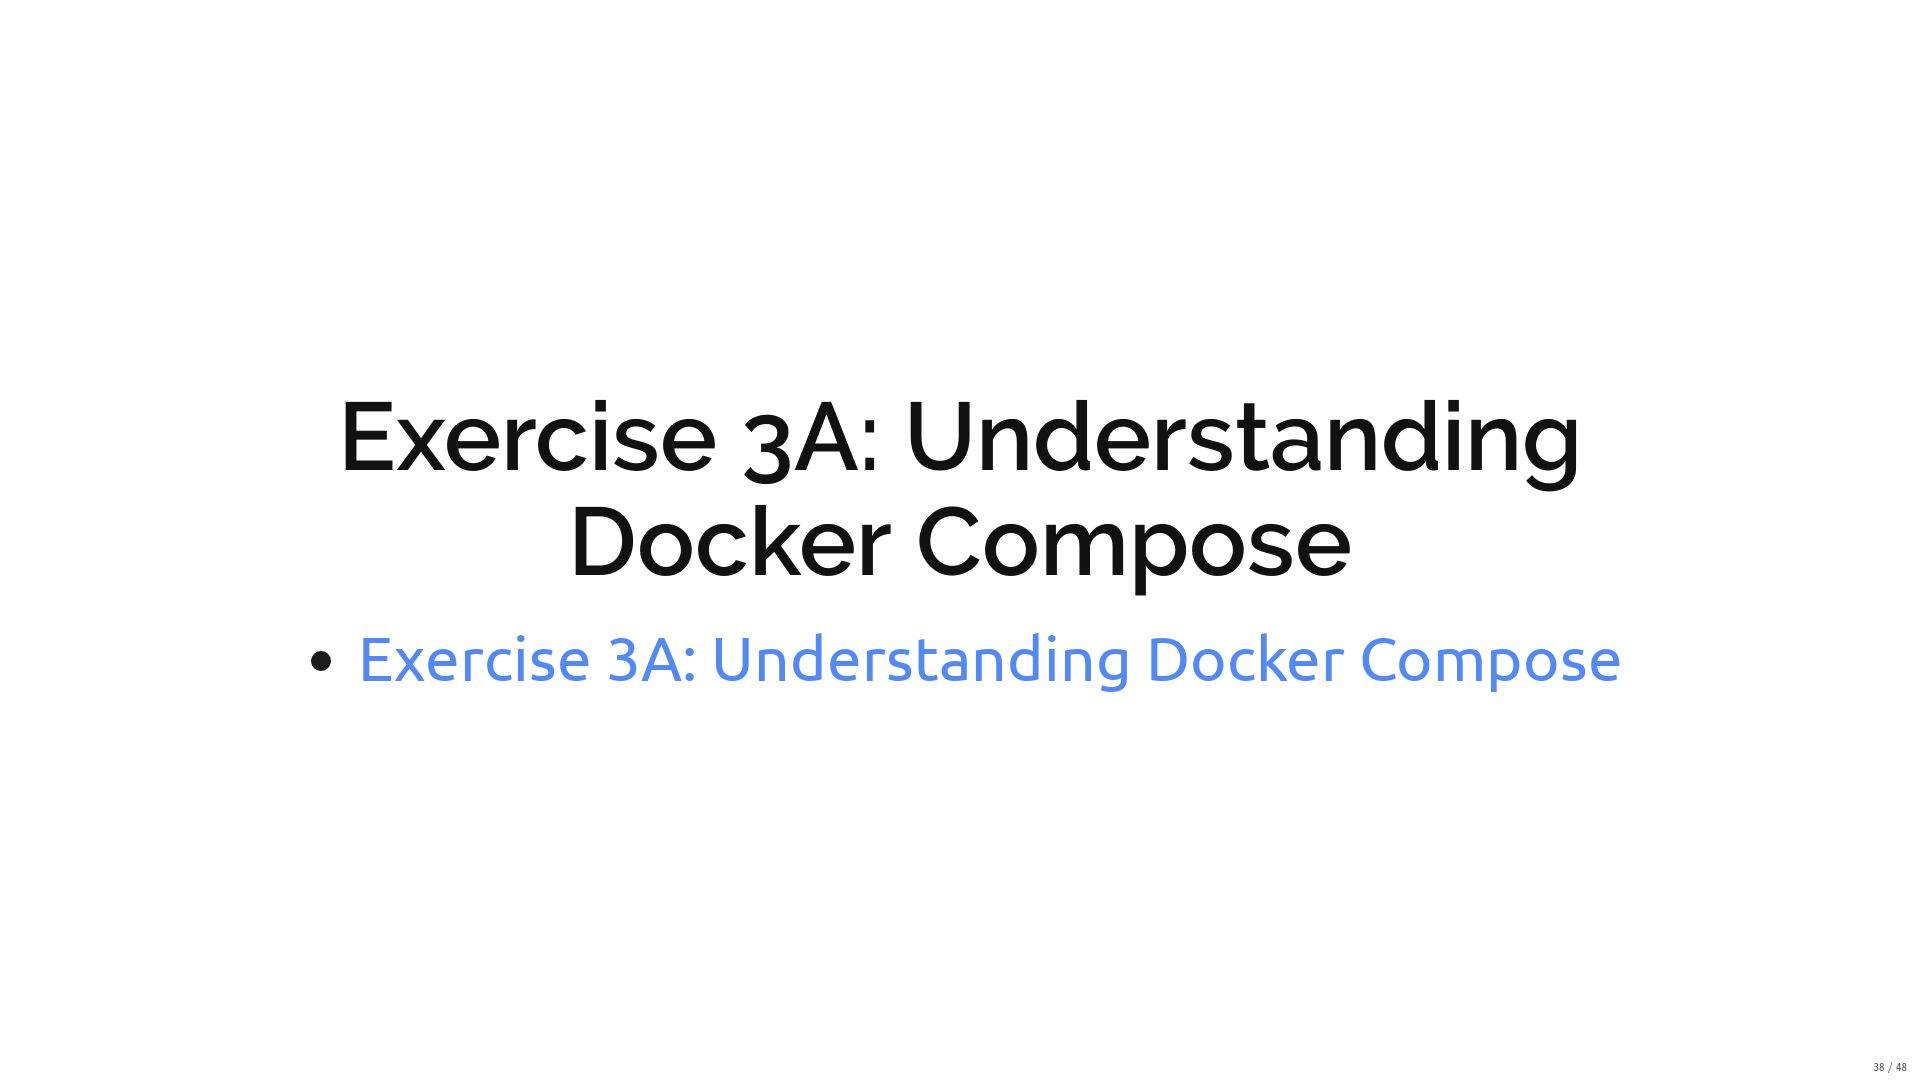 Exercise 3A: Understanding
Docker Compose
• Exercise 3A: Understanding Docker Compose
38 / 48